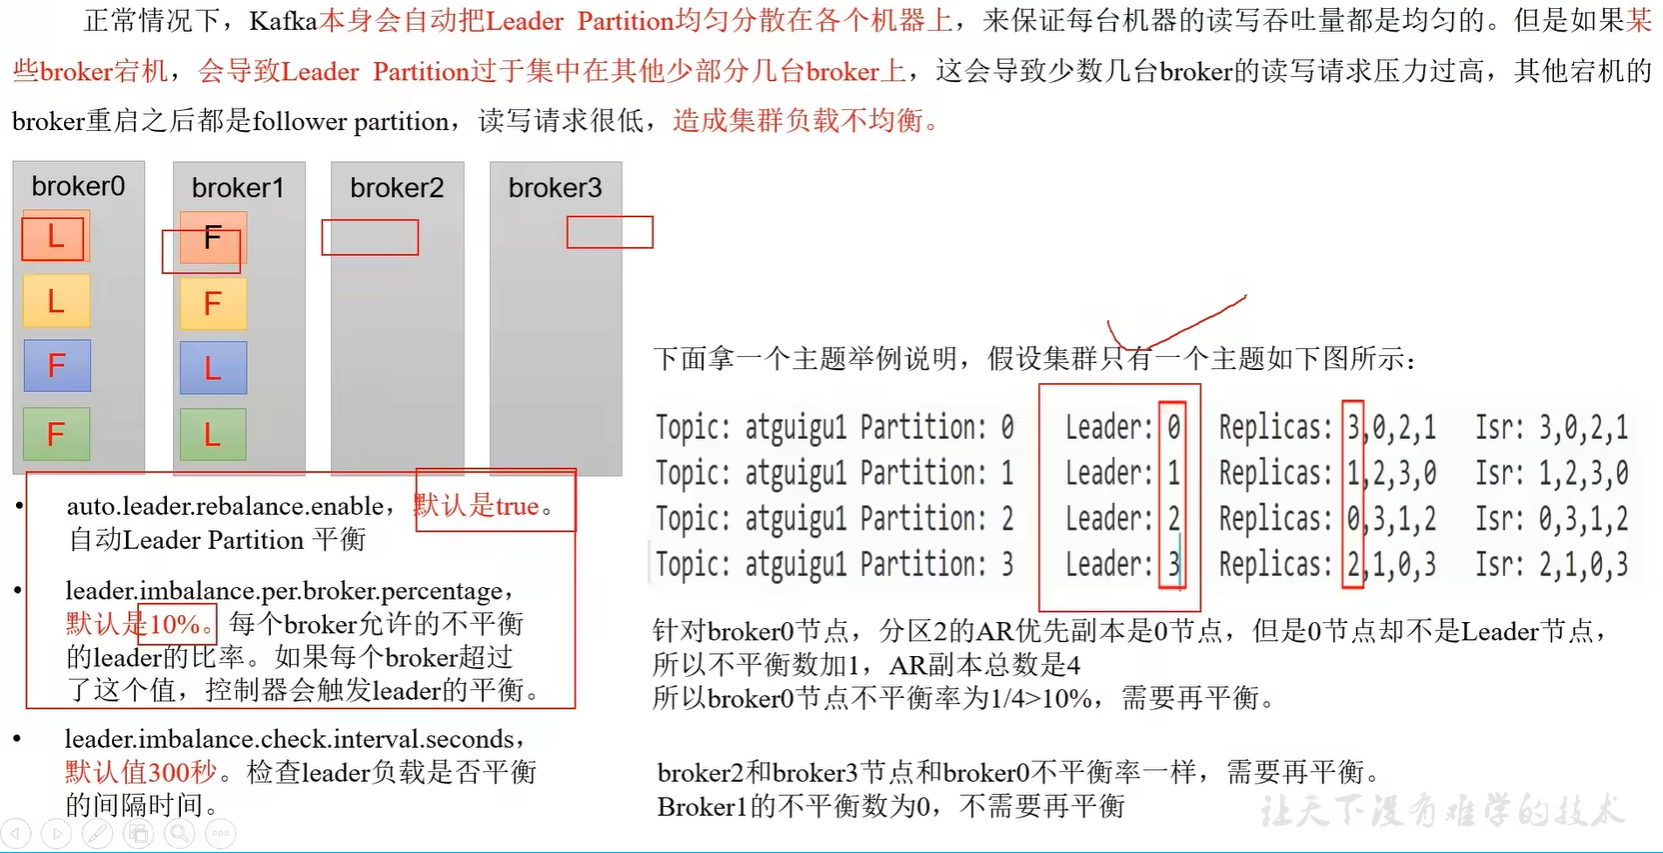 正常情况下，Kafka本身会自动把Leader Partition均匀分散在各个机器上，来保证每台机器的读写吞吐量都是均匀的。但是如果某
些broker宕机，会导致Leader Partition过于集中在其他少部分几台broker上，这会导致少数几台broker的读写请求压力过高，其他宕机的
broker重启之后都是follower partition，读写请求很低，造成集群负载不均衡。
broker0
broker1
broker2
broker3
L
F
L
F
F
L
F
L
• auto.leader.rebalance.enable，默认是true。
自动Leader Partition 平衡
• leader.imbalance.per.broker.percentage，
默认是10%。每个broker允许的不平衡
的leader的比率。如果每个broker超过
了这个值，控制器会触发leader的平衡。
• leader.imbalance.check.interval.seconds，
默认值300秒。检查leader负载是否平衡
的间隔时间。
下面拿一个主题举例说明，假设集群只有一个主题如下图所示：
Topic: atguigu1 Partition: 0 Leader: 0 Replicas: 3,0,2,1 Isr: 3,0,2,1
Topic: atguigu1 Partition: 1 Leader: 1 Replicas: 1,2,3,0 Isr: 1,2,3,0
Topic: atguigu1 Partition: 2 Leader: 2 Replicas: 0,3,1,2 Isr: 0,3,1,2
Topic: atguigu1 Partition: 3 Leader: 3 Replicas: 2,1,0,3 Isr: 2,1,0,3
针对broker0节点，分区2的AR优先副本是0节点，但是0节点却不是Leader节点，
所以不平衡数加1，AR副本总数是4
所以broker0节点不平衡率为1/4>10%，需要再平衡。
broker2和broker3节点和broker0不平衡率一样，需要再平衡。
Broker1的不平衡数为0，不需要再平衡
让天下没有难学的技术